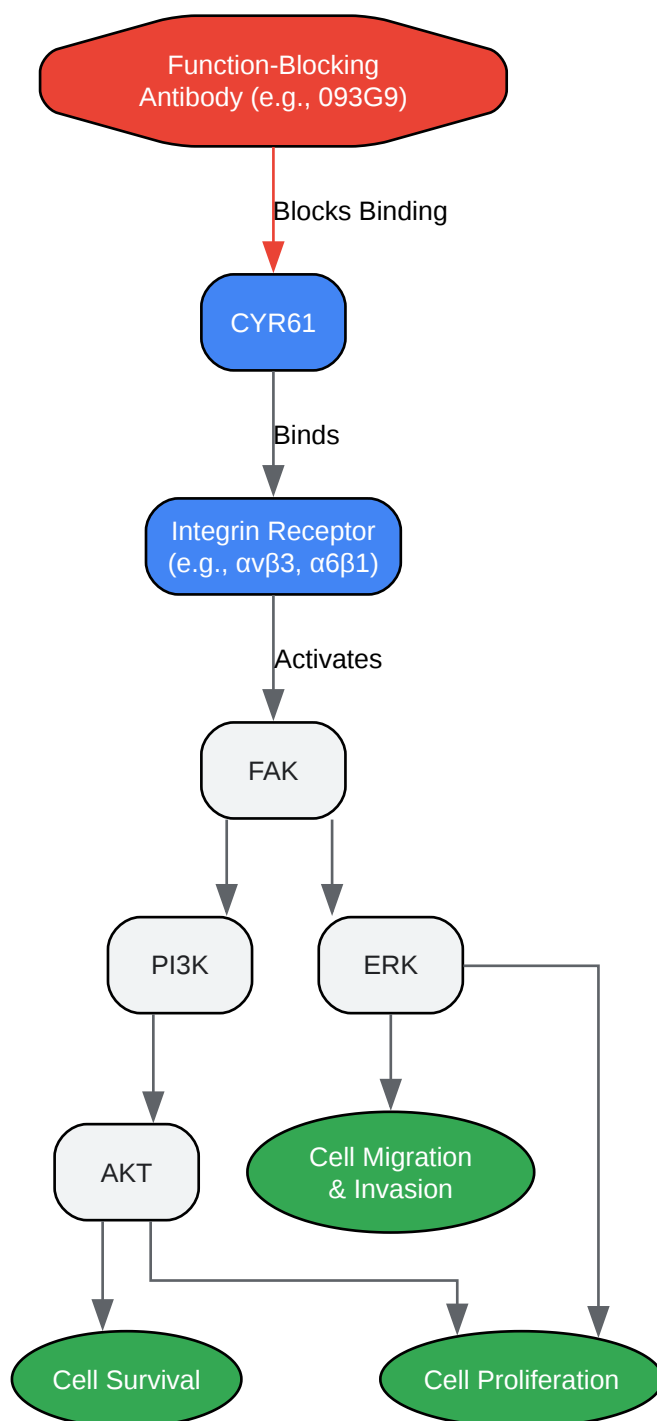 Function-Blocking
Antibody (e.g., 093G9)
Blocks Binding
CYR61
Binds
Integrin Receptor
(e.g., αvβ3, α6β1)
Activates
FAK
PI3K
ERK
AKT
Cell Migration
& Invasion
Cell Survival
Cell Proliferation